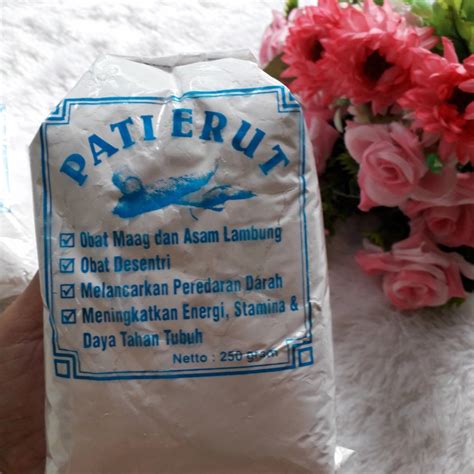 PATI ERUT
Obat Maag dan Asam Lambung
Obat Desentri
Melancarkan Peredaran Darah
Meningkatkan Energi, Stamina &
Daya Tahan Tubuh
Netto : 250 gram